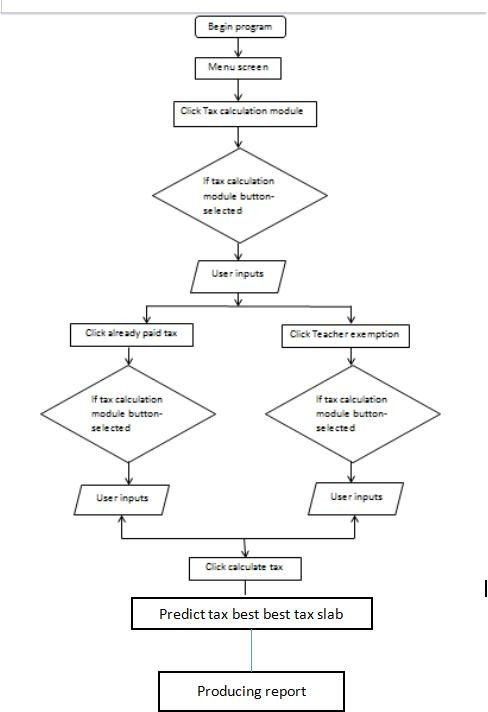 Begin program
Menu screen
Click Tax calculation module
If tax calculation
module button-
selected
User inputs
Click already paid tax
Click Teacher exemption
If tax calculation
module button-
selected
If tax calculation
module button-
selected
User inputs
User inputs
Click calculate tax
Predict tax best best tax slab
Producing report